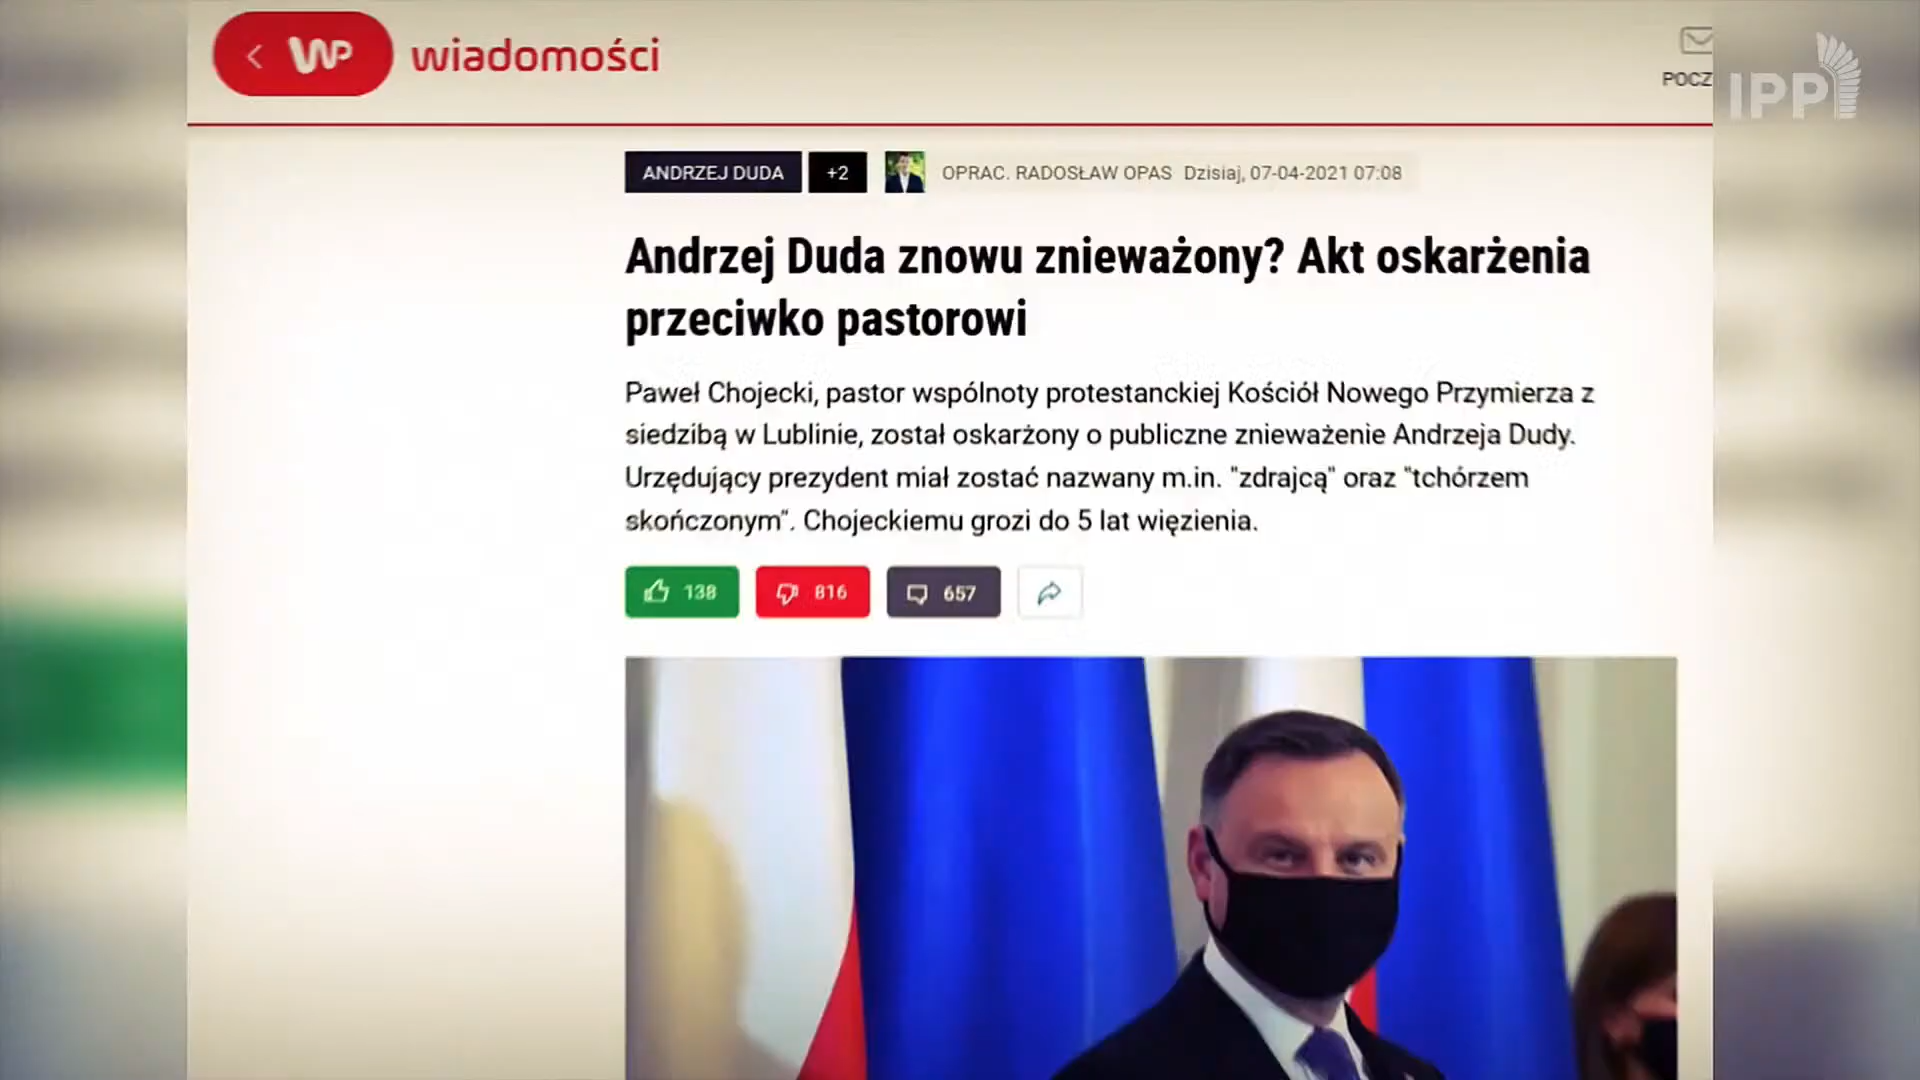 WP wiadomości
POCZ
IPP
ANDRZEJ DUDA +2 OPRAC. RADOSŁAW OPAS Dzisiaj, 07-04-2021 07:08
Andrzej Duda znowu znieważony? Akt oskarżenia
przeciwko pastorowi
Paweł Chojecki, pastor wspólnoty protestanckiej Kościół Nowego Przymierza z
siedzibą w Lublinie, został oskarżony o publiczne znieważenie Andrzeja Dudy.
Urzędujący prezydent miał zostać nazwany m.in. "zdrajcą" oraz "tchórzem
skończonym". Chojeckiemu grozi do 5 lat więzienia.
138 816 657